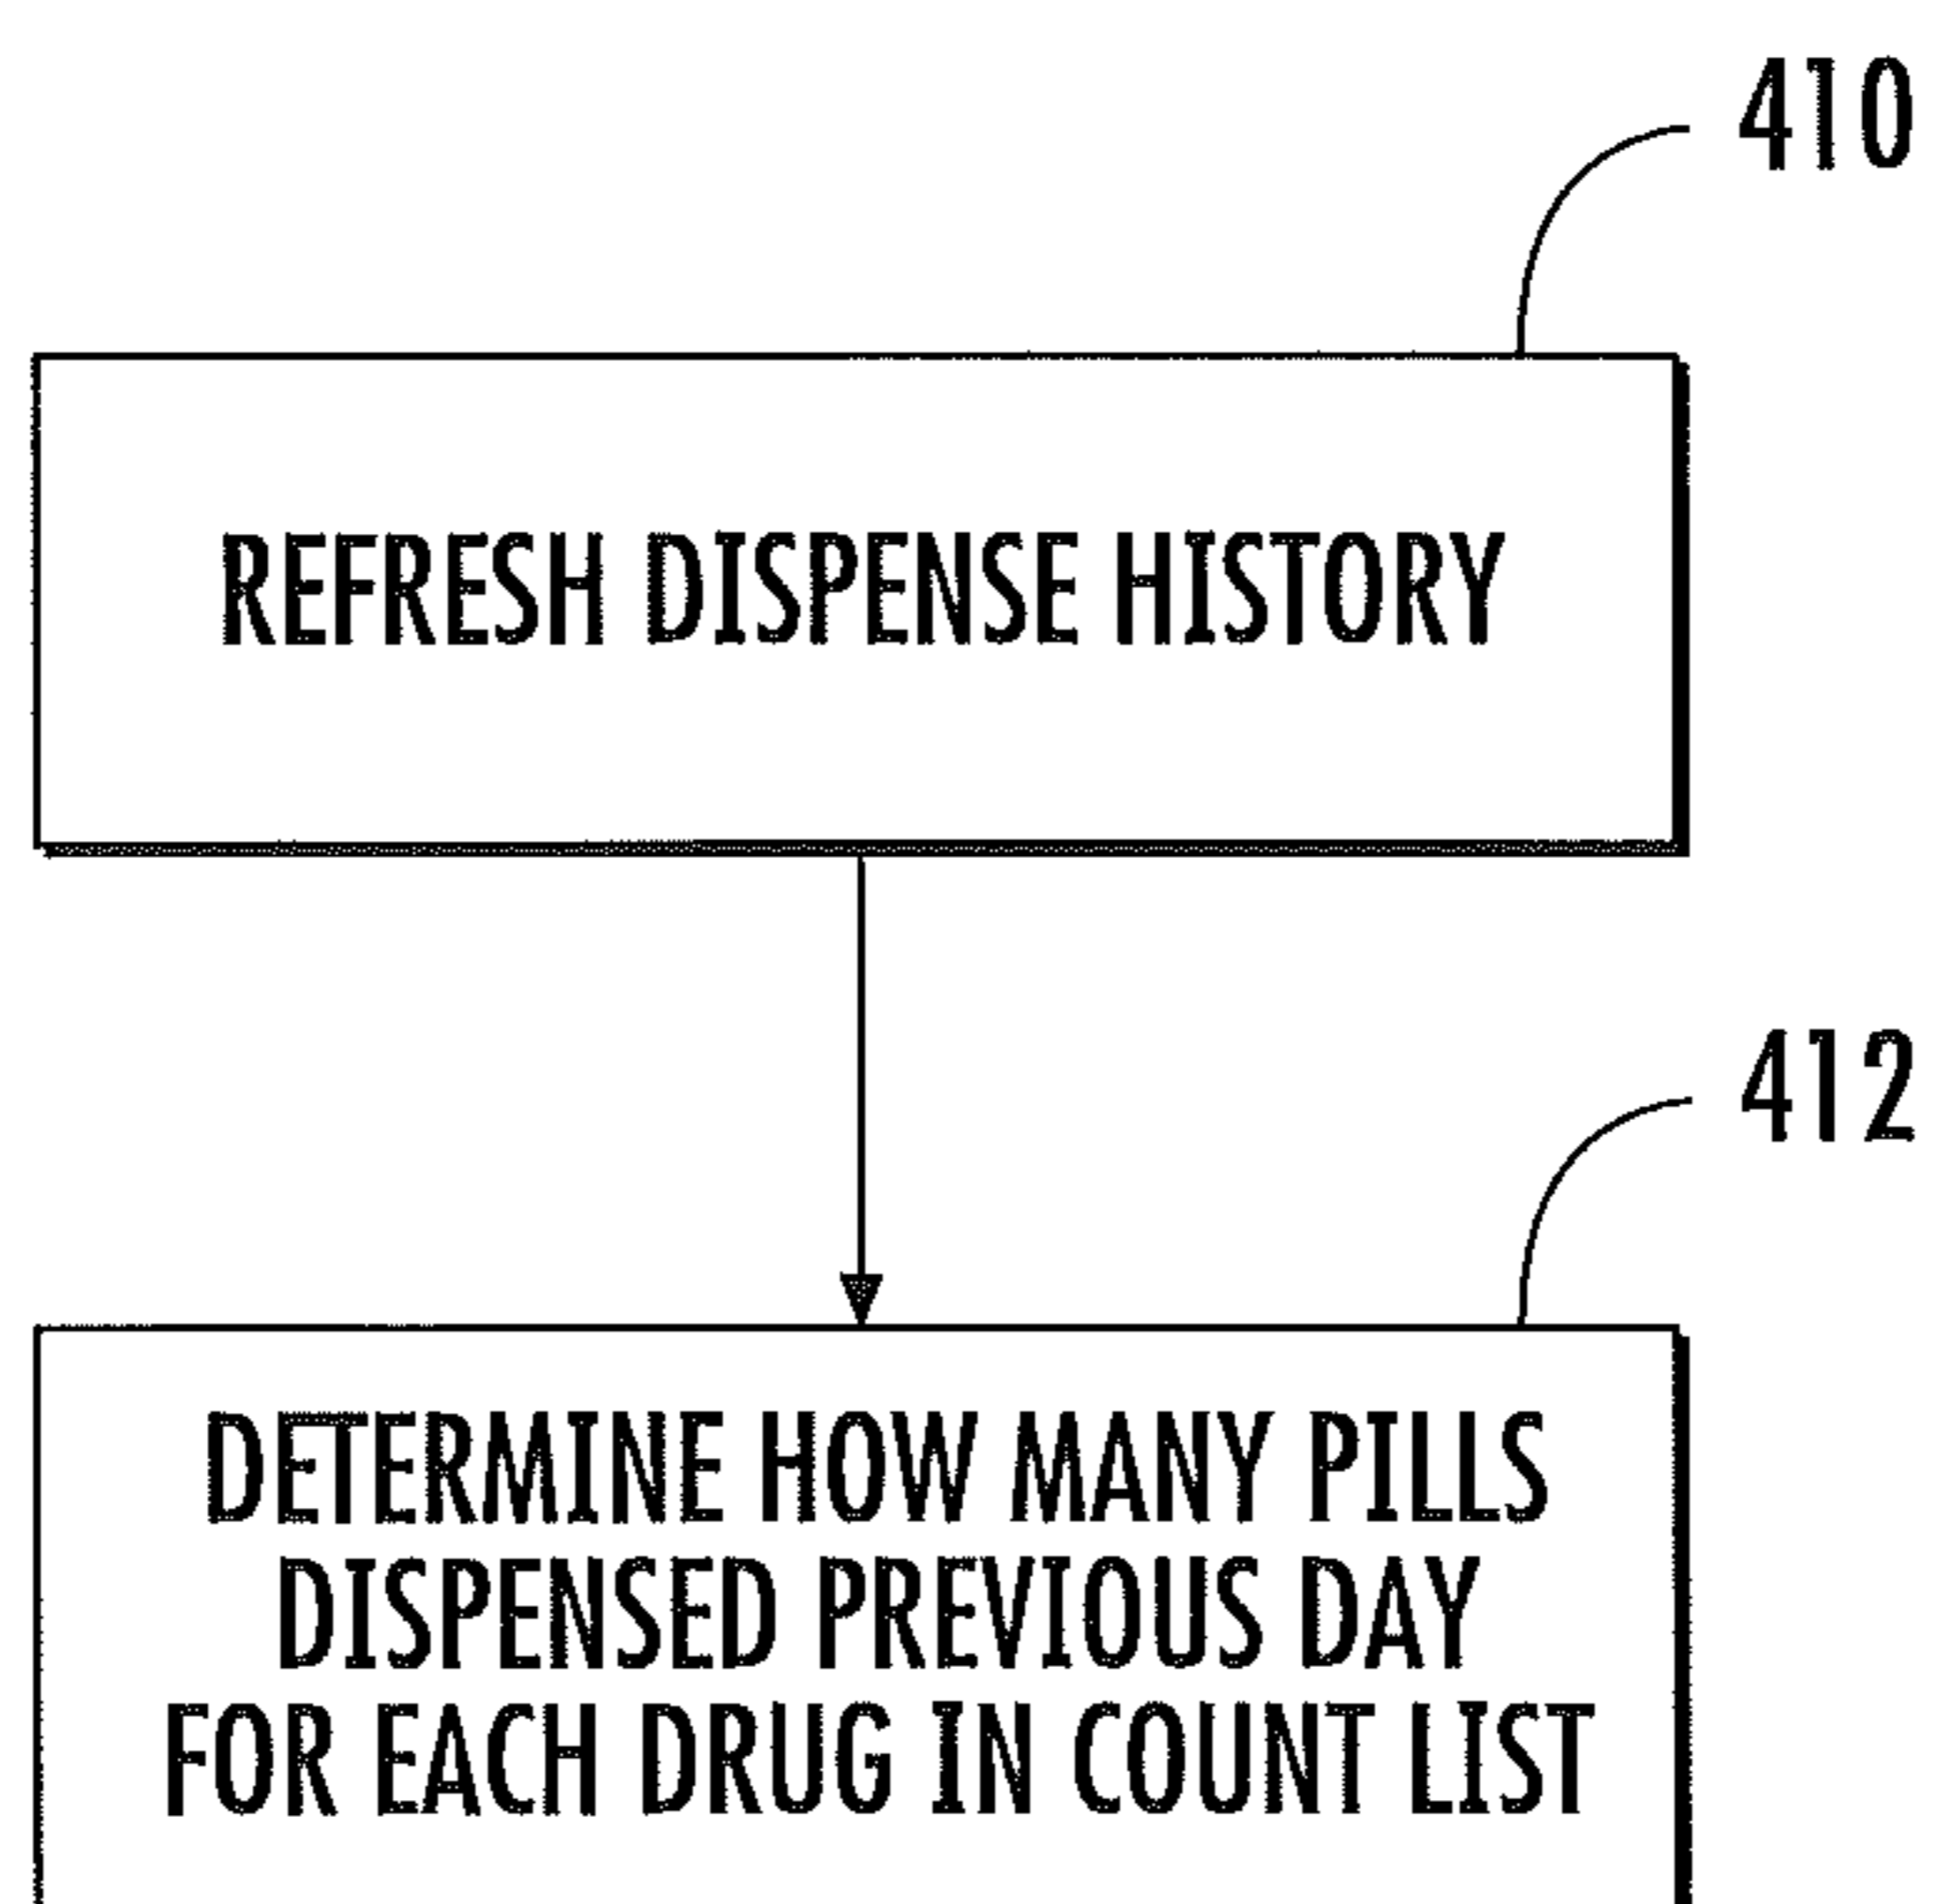 410
REFRESH DISPENSE HISTORY
412
DETERMINE HOW MANY PILLS
DISPENSED PREVIOUS DAY
FOR EACH DRUG IN COUNT LIST